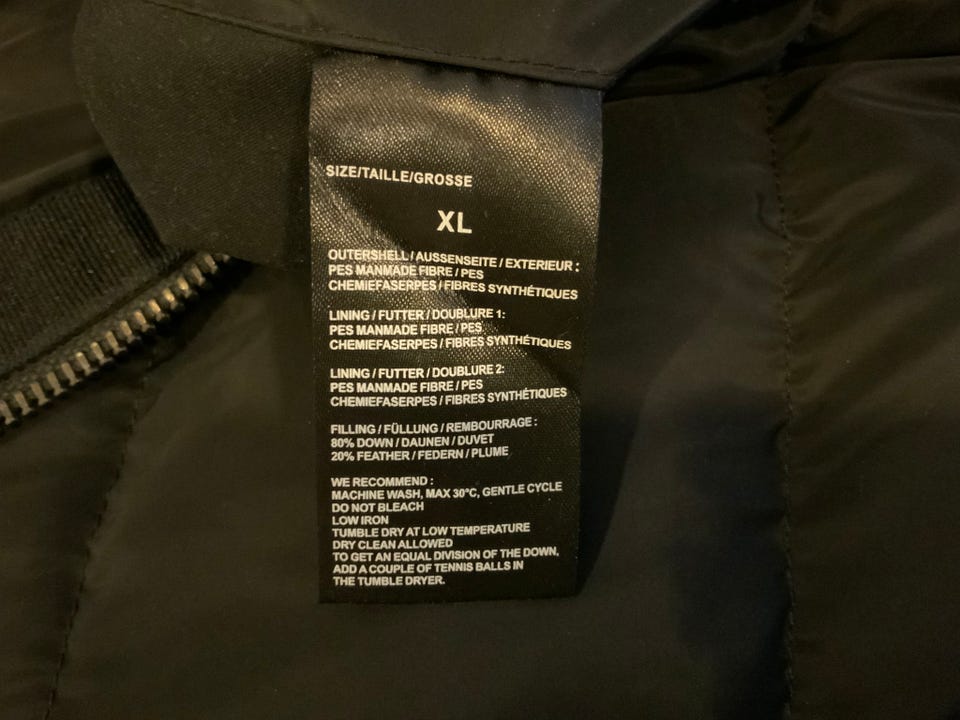 SIZE/TAILLE/GROSSE
XL
OUTERSHELL / AUSSENSEITE / EXTERIEUR :
PES MANMADE FIBRE / PES
CHEMIEFASERPES / FIBRES SYNTHÉTIQUES
LINING / FUTTER / DOUBLURE 1:
PES MANMADE FIBRE / PES
CHEMIEFASERPES / FIBRES SYNTHÉTIQUES
LINING / FUTTER / DOUBLURE 2:
PES MANMADE FIBRE / PES
CHEMIEFASERPES / FIBRES SYNTHÉTIQUES
FILLING / FÜLLUNG / REMBOURRAGE :
80% DOWN / DAUNEN / DUVET
20% FEATHER / FEDERN / PLUME
WE RECOMMEND :
MACHINE WASH, MAX 30°C, GENTLE CYCLE
DO NOT BLEACH
LOW IRON
TUMBLE DRY AT LOW TEMPERATURE
DRY CLEAN ALLOWED
TO GET AN EQUAL DIVISION OF THE DOWN,
ADD A COUPLE OF TENNIS BALLS IN
THE TUMBLE DRYER.